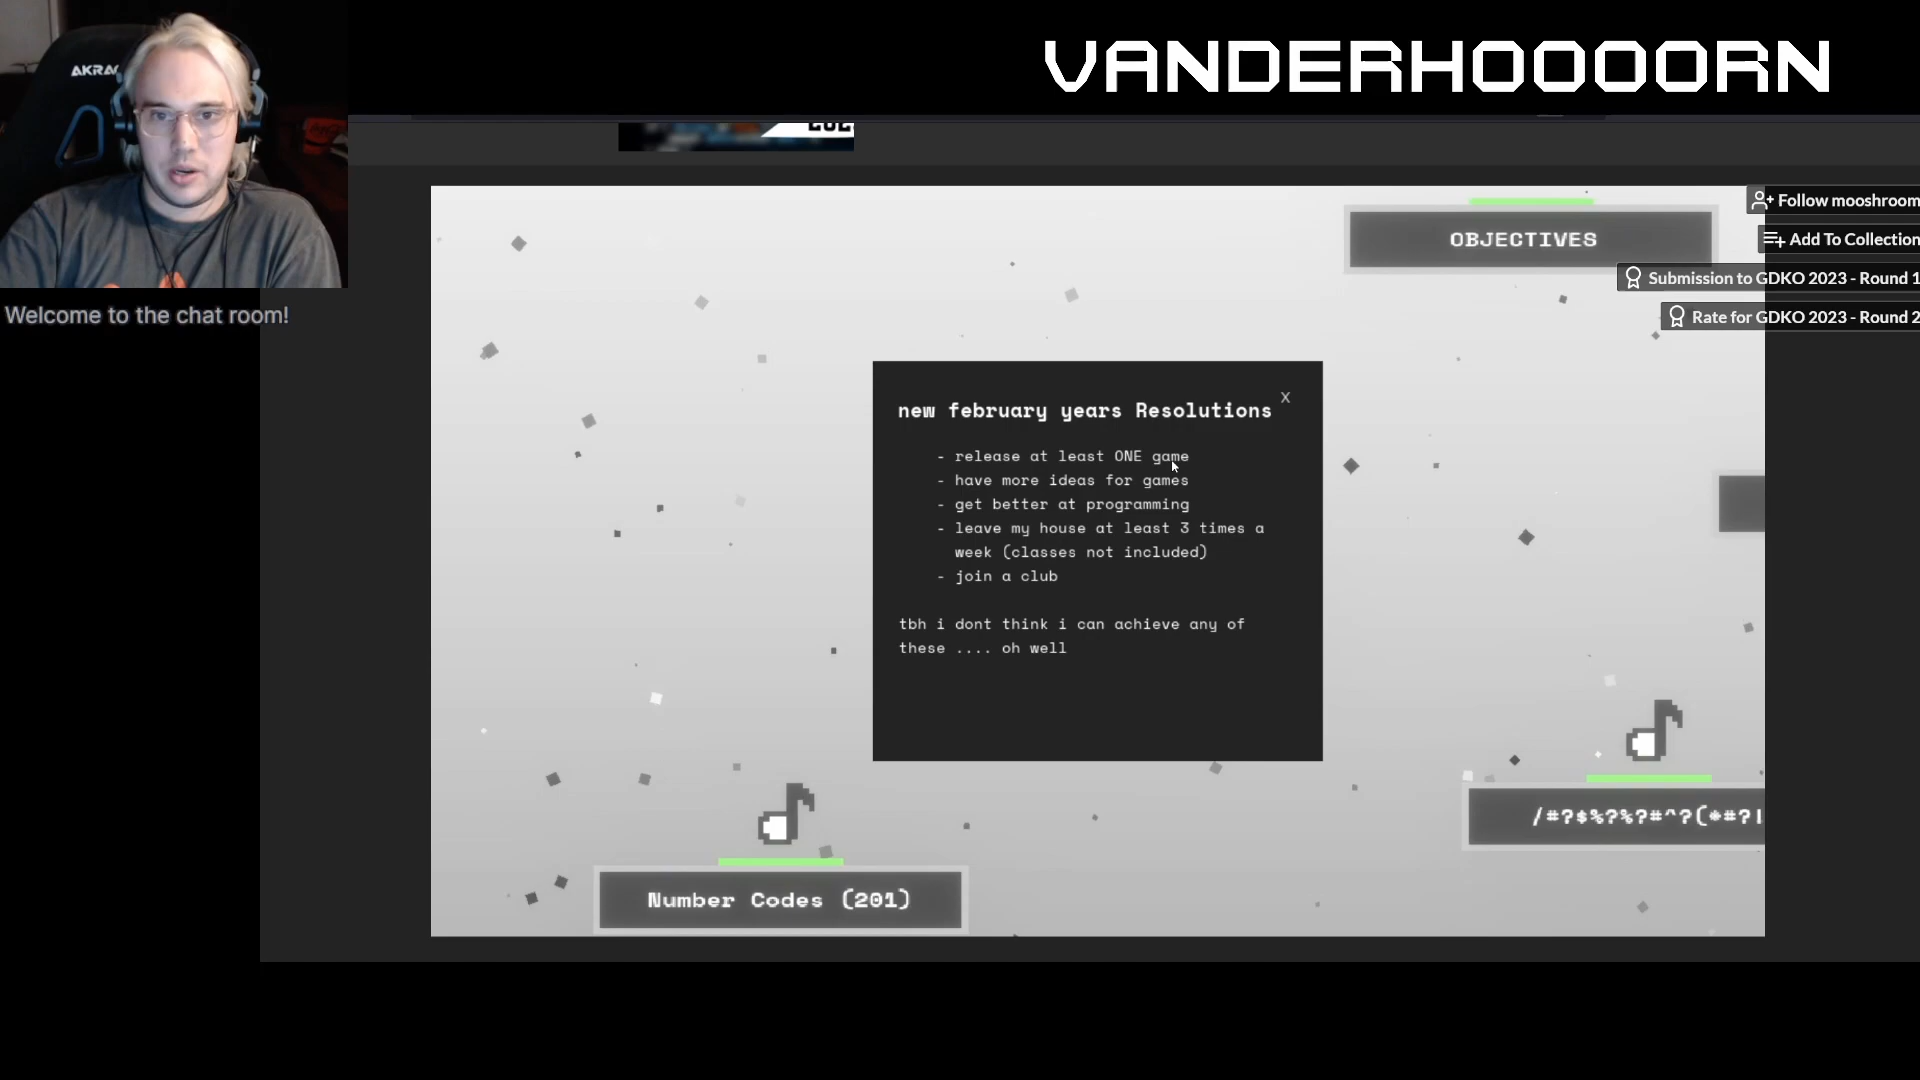 VANDERHOOOORN
AKRA
Welcome to the chat room!
OBJECTIVES
Follow mooshroom
Add To Collection
Submission to GDKO 2023 - Round 1
Rate for GDKO 2023 - Round 2
X
new february years Resolutions
- release at least ONE game
- have more ideas for games
- get better at programming
- leave my house at least 3 times a
week (classes not included)
- join a club
tbh i dont think i can achieve any of
these .... oh well
/#?$%?%?#^?(*#?!
Number Codes (201)